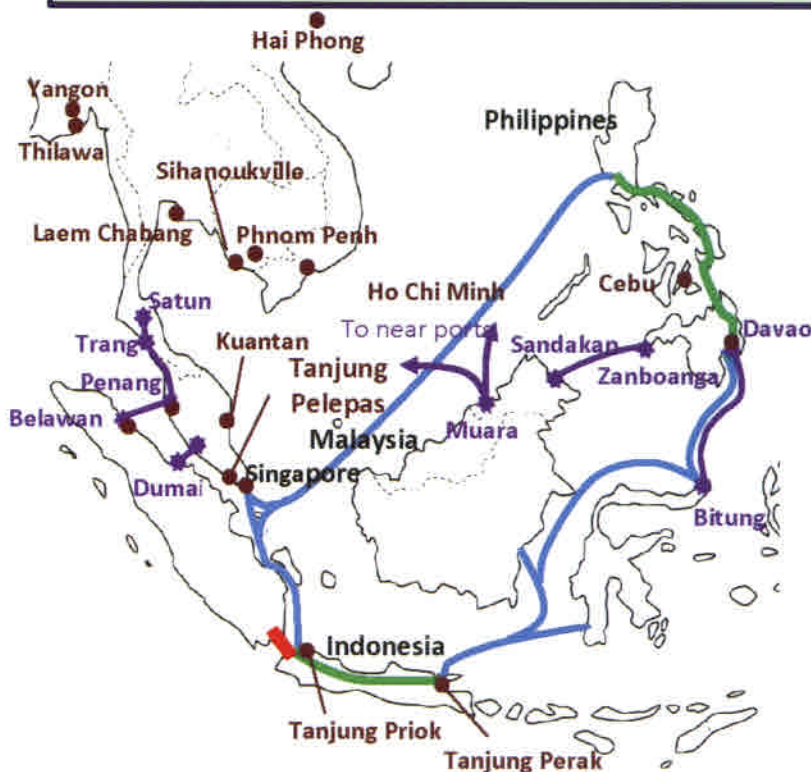 Hai Phong
Yangon
Thilawa
Philippines
Sihanoukville
Laem Chabang
Phnom Penh
Ho Chi Minh
Cebu
Satun
To near ports
Davao
Trang
Kuantan
Sandakan
Zanboanga
Penang
Tanjung
Pelepas
Belawan
Malaysia
Muara
Singapore
Dumai
Bitung
Indonesia
Tanjung Priok
Tanjung Perak